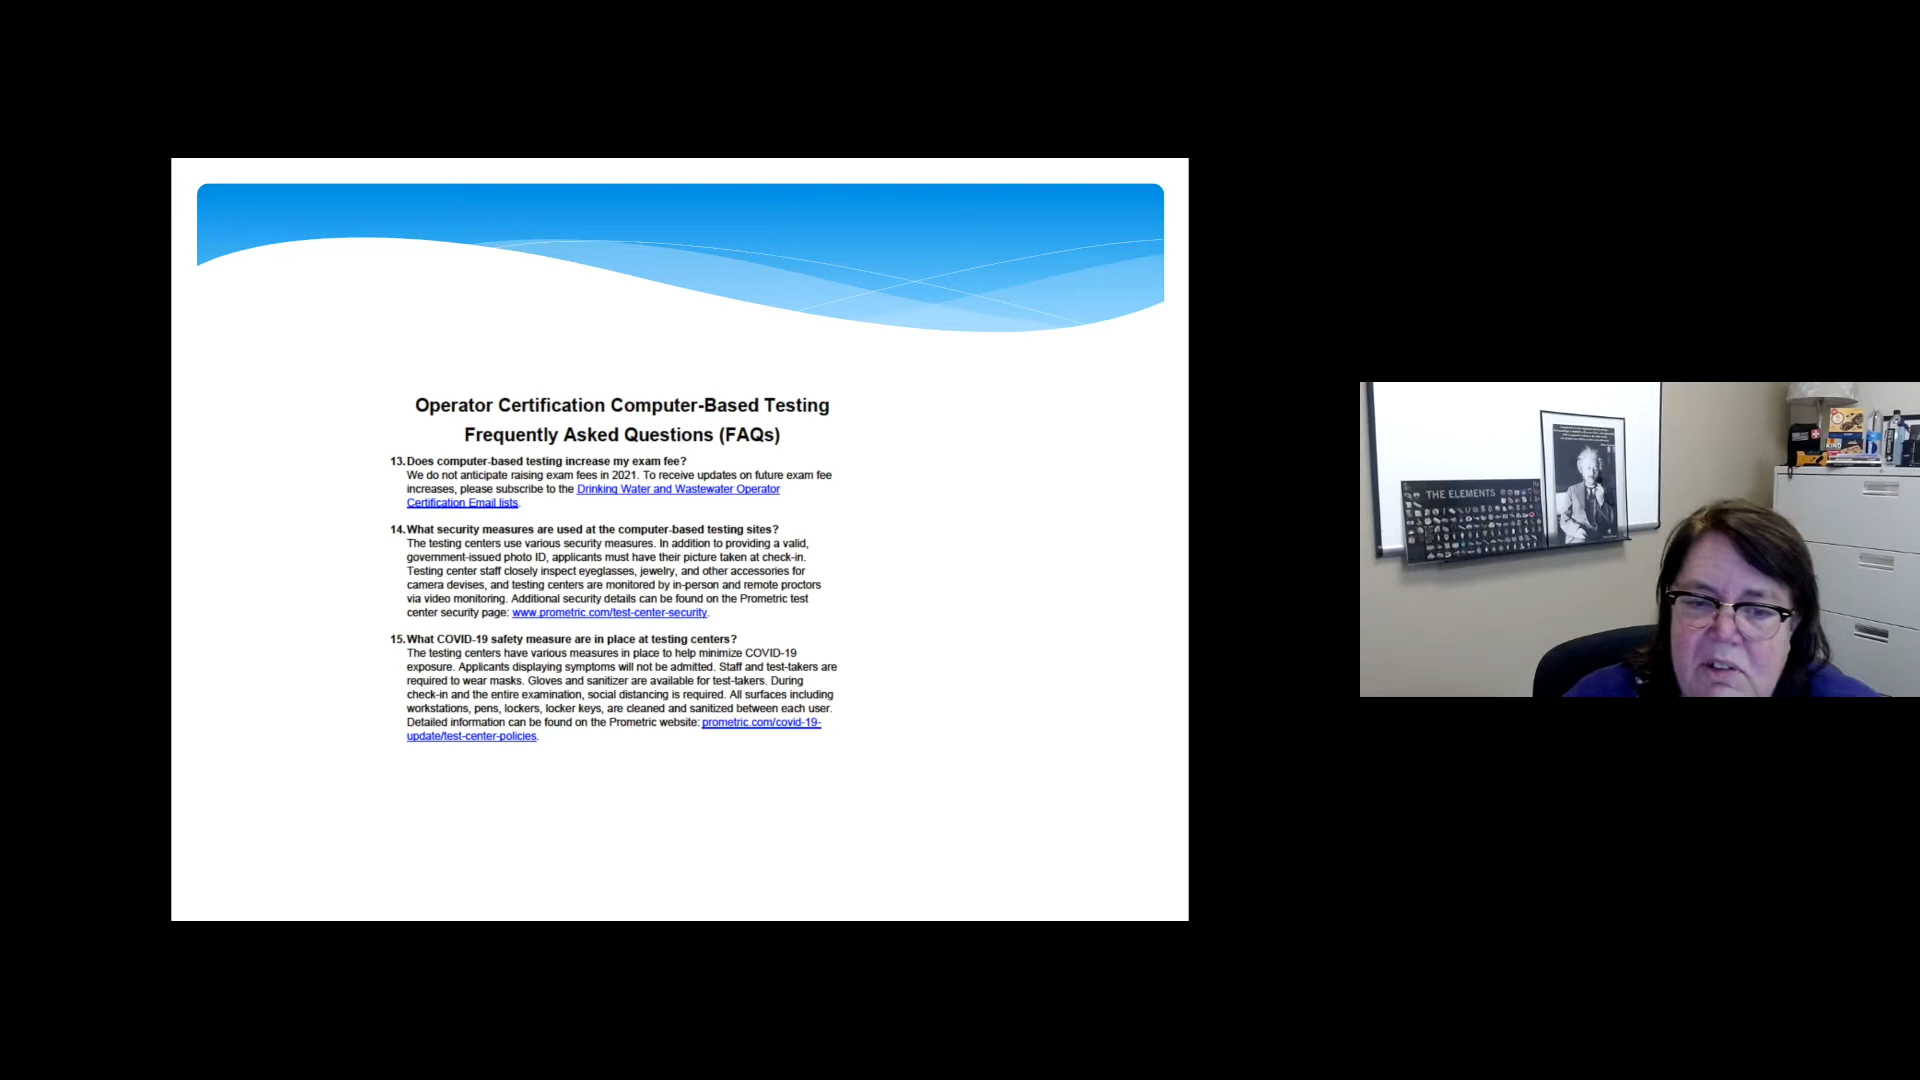 Operator Certification Computer-Based Testing
Frequently Asked Questions (FAQs)
13. Does computer-based testing increase my exam fee?
We do not anticipate raising exam fees in 2021. To receive updates on future exam fee
increases, please subscribe to the Drinking Water and Wastewater Operator
Certification Email lists.
14. What security measures are used at the computer-based testing sites?
The testing centers use various security measures. In addition to providing a valid,
government-issued photo ID, applicants must have their picture taken at check-in.
Testing center staff closely inspect eyeglasses, jewelry, and other accessories for
camera devises, and testing centers are monitored by in-person and remote proctors
via video monitoring. Additional security details can be found on the Prometric test
center security page: www.prometric.com/test-center-security.
15. What COVID-19 safety measure are in place at testing centers?
The testing centers have various measures in place to help minimize COVID-19
exposure. Applicants displaying symptoms will not be admitted. Staff and test-takers are
required to wear masks. Gloves and sanitizer are available for test-takers. During
check-in and the entire examination, social distancing is required. All surfaces including
workstations, pens, lockers, locker keys, are cleaned and sanitized between each user.
Detailed information can be found on the Prometric website: prometric.com/covid-19-
update/test-center-policies.
THE ELEMENTS
KIND